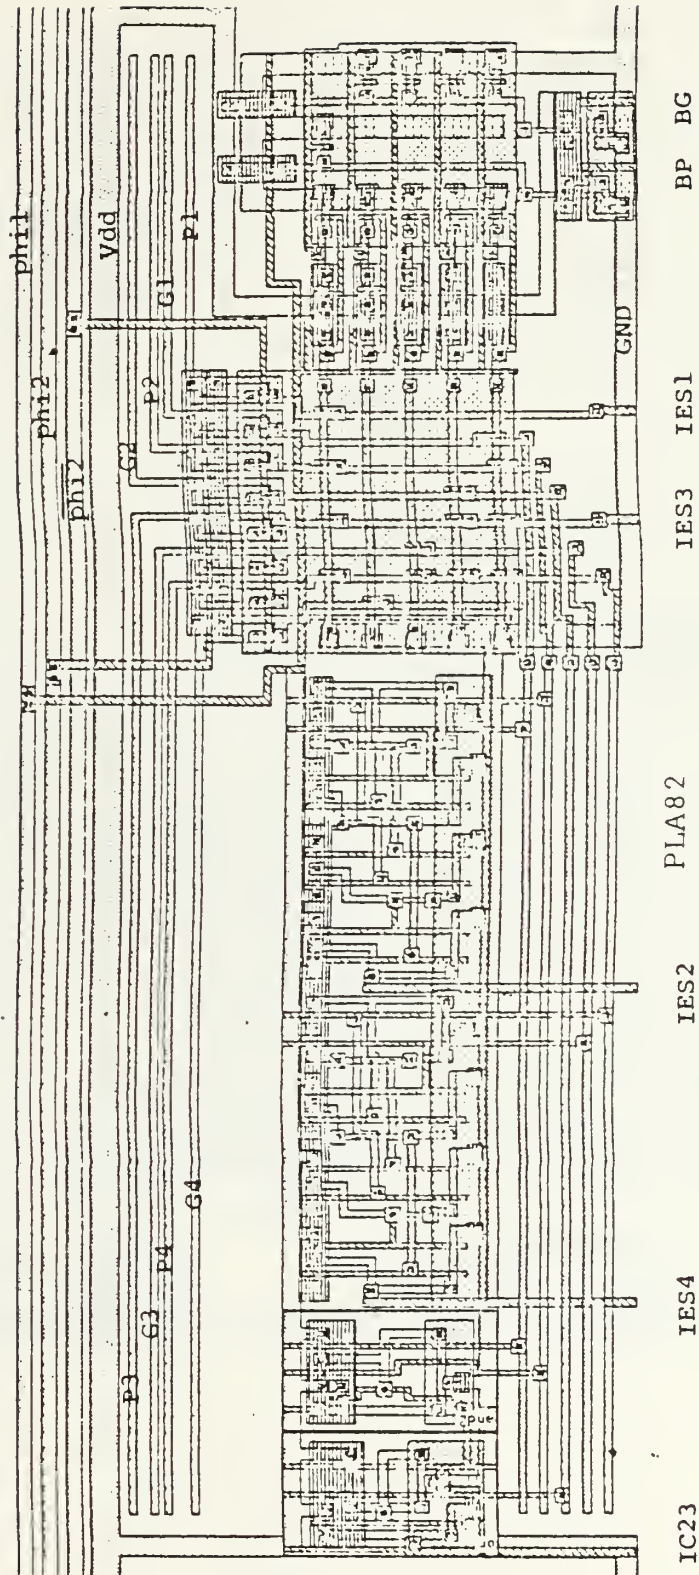 phi1
phi2
phi2
Vdd
G2
P2
G1
P1
P3
G3
P4
G4
GND
BP BG
IES1
IES3
PLA82
IES2
IES4
IC23